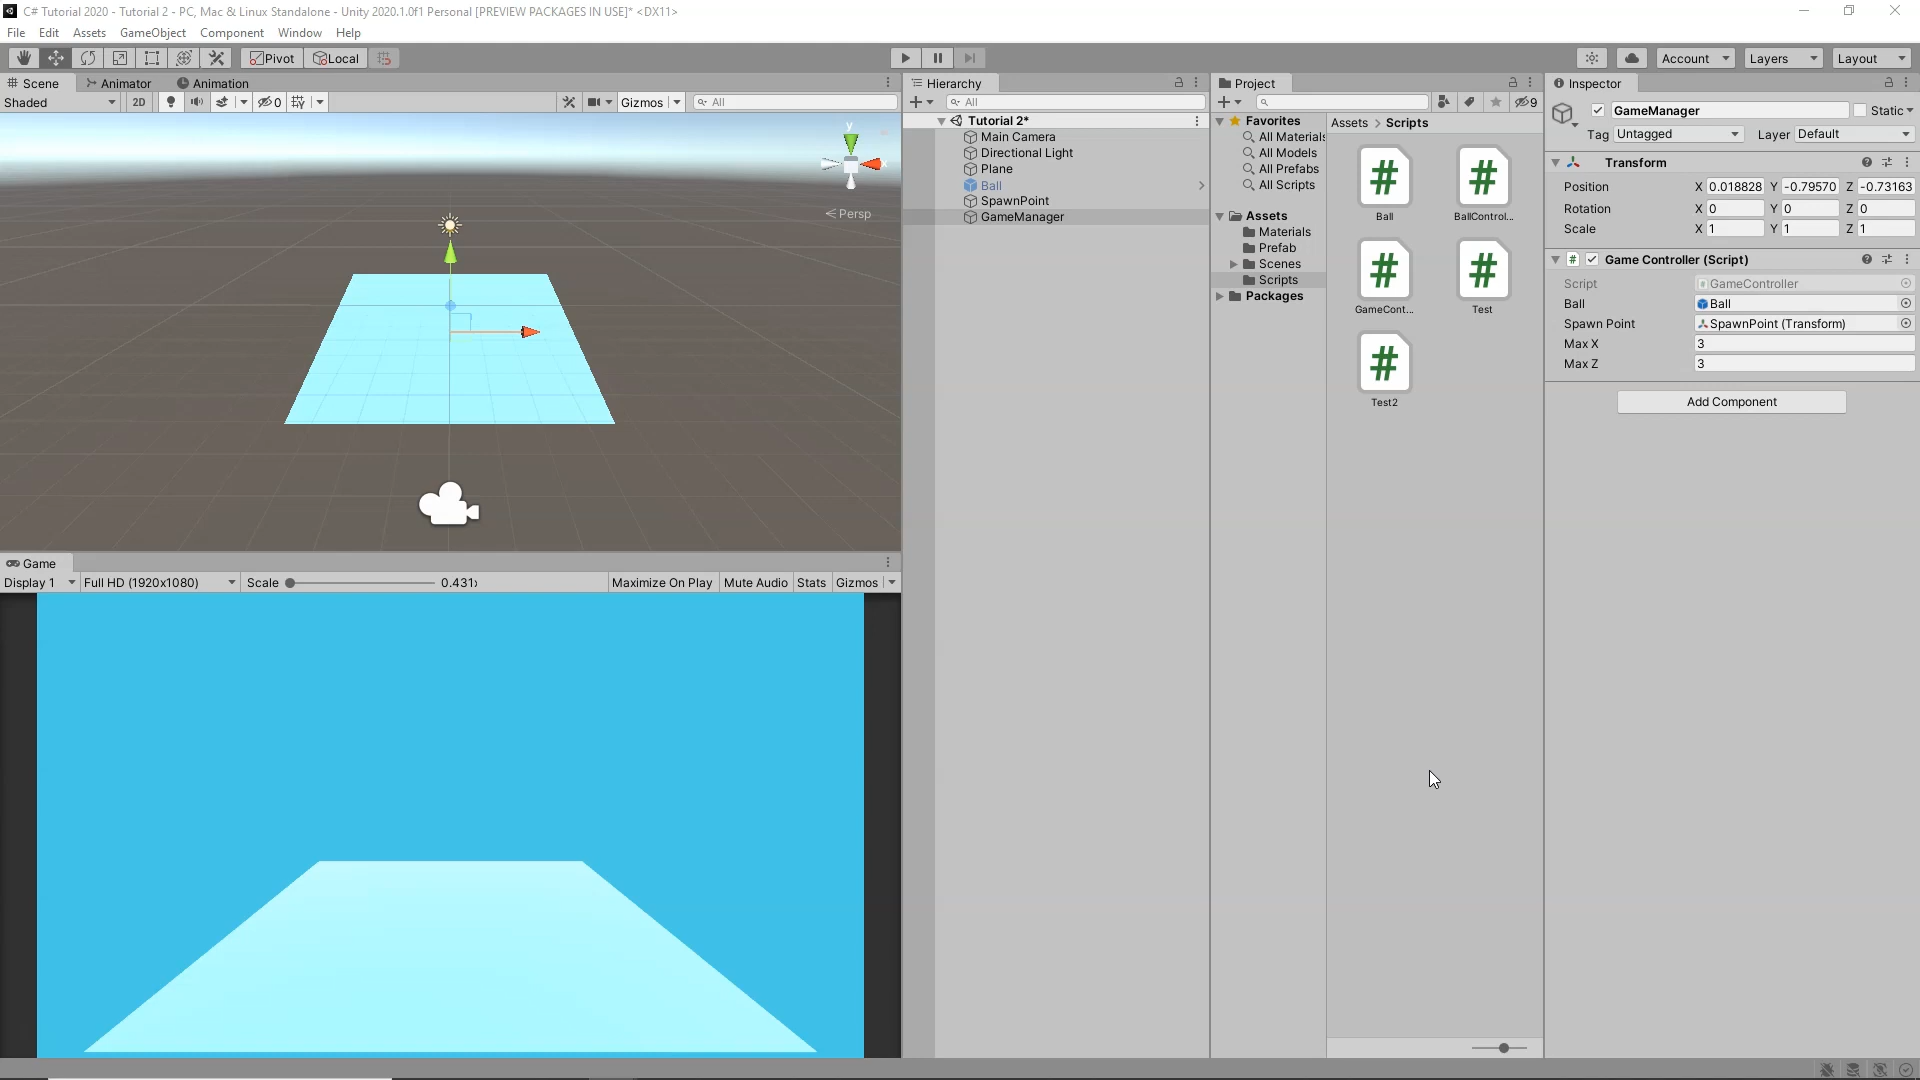 C# Tutorial 2020 - Tutorial 2 - PC, Mac & Linux Standalone - Unity 2020.1.0f1 Personal [PREVIEW PACKAGES IN USE]* <DX11>
File Edit Assets GameObject Component Window Help
Pivot Local Account Layers Layout
Scene Animator Animation
Shaded 2D 0 Gizmos All
y
x
Persp
Game
Display 1 Full HD (1920x1080) Scale 0.431x Maximize On Play Mute Audio Stats Gizmos
Hierarchy
All
Tutorial 2*
Main Camera
Directional Light
Plane
Ball
SpawnPoint
GameManager
Project
9
Favorites
All Materials
All Models
All Prefabs
All Scripts
Assets
Materials
Prefab
Scenes
Scripts
Packages
Assets > Scripts
Ball BallControl...
GameCont... Test
Test2
Inspector
GameManager Static
Tag Untagged Layer Default
Transform
Position X 0.018828 Y -0.79570 Z -0.73163
Rotation X 0 Y 0 Z 0
Scale X 1 Y 1 Z 1
Game Controller (Script)
Script GameController
Ball Ball
Spawn Point SpawnPoint (Transform)
Max X 3
Max Z 3
Add Component